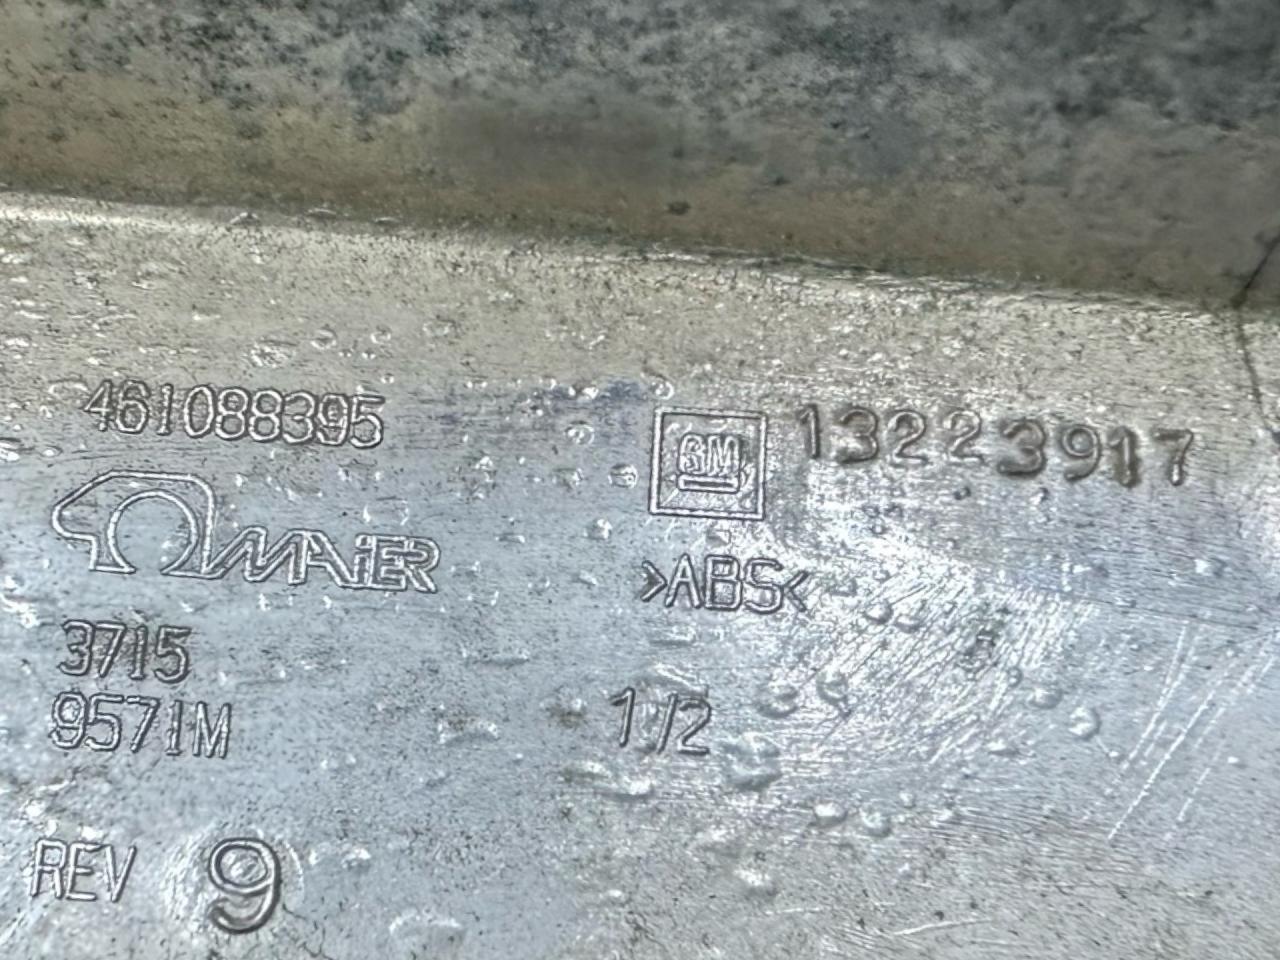 461088395
MAiER
3715
9571M
REV 9
GM 13223917
>ABS<
1/2